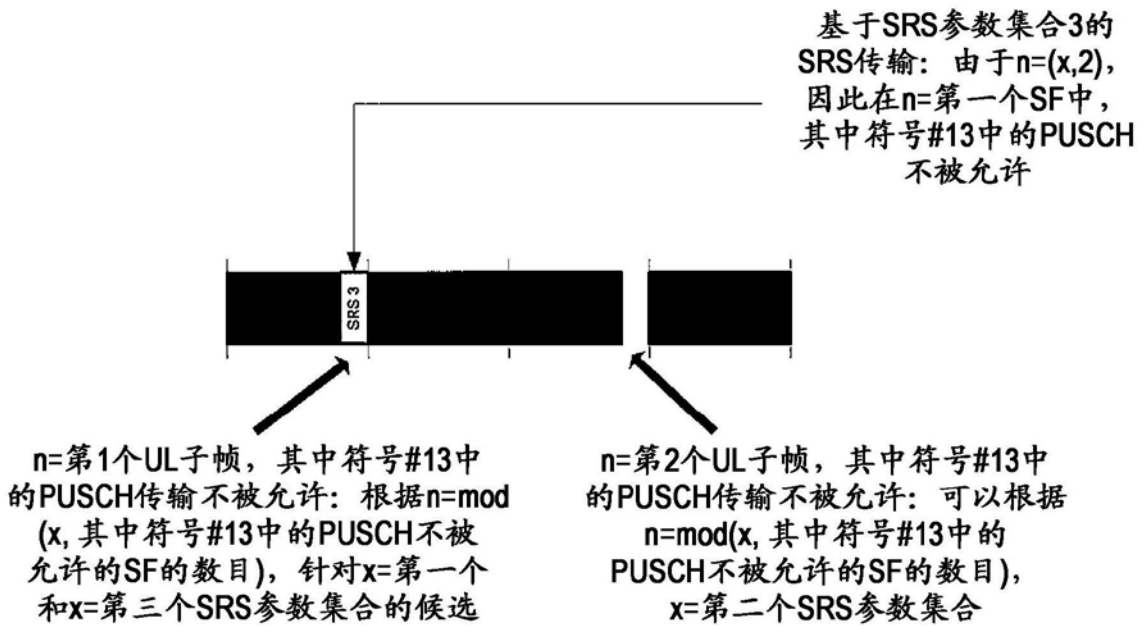 基于SRS参数集合3的
SRS传输：由于n=(x,2)，
因此在n=第一个SF中，
其中符号#13中的PUSCH
不被允许
SRS 3
n=第1个UL子帧，其中符号#13中
的PUSCH传输不被允许：根据n=mod
(x, 其中符号#13中的PUSCH不被
允许的SF的数目)，针对x=第一个
和x=第三个SRS参数集合的候选
n=第2个UL子帧，其中符号#13中
的PUSCH传输不被允许：可以根据
n=mod(x, 其中符号#13中的
PUSCH不被允许的SF的数目)，
x=第二个SRS参数集合